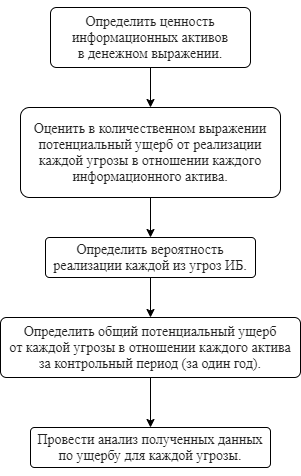 Определить ценность
информационных активов
в денежном выражении.
Оценить в количественном выражении
потенциальный ущерб от реализации
каждой угрозы в отношении каждого
информационного актива.
Определить вероятность
реализации каждой из угроз ИБ.
Определить общий потенциальный ущерб
от каждой угрозы в отношении каждого актива
за контрольный период (за один год).
Провести анализ полученных данных
по ущербу для каждой угрозы.